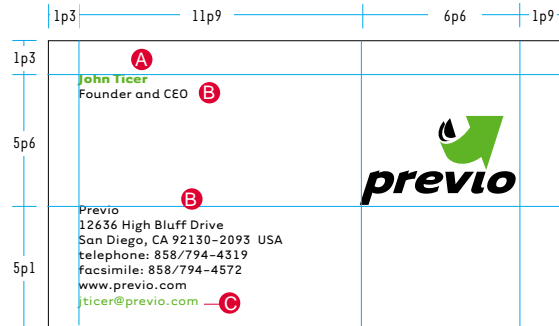 1p3 11p9 6p6 1p9
1p3
A
John Ticer
Founder and CEO B
5p6
previo
B
Previo
12636 High Bluff Drive
San Diego, CA 92130-2093 USA
telephone: 858/794-4319
5p1
facsimile: 858/794-4572
www.previo.com
jticer@previo.com C